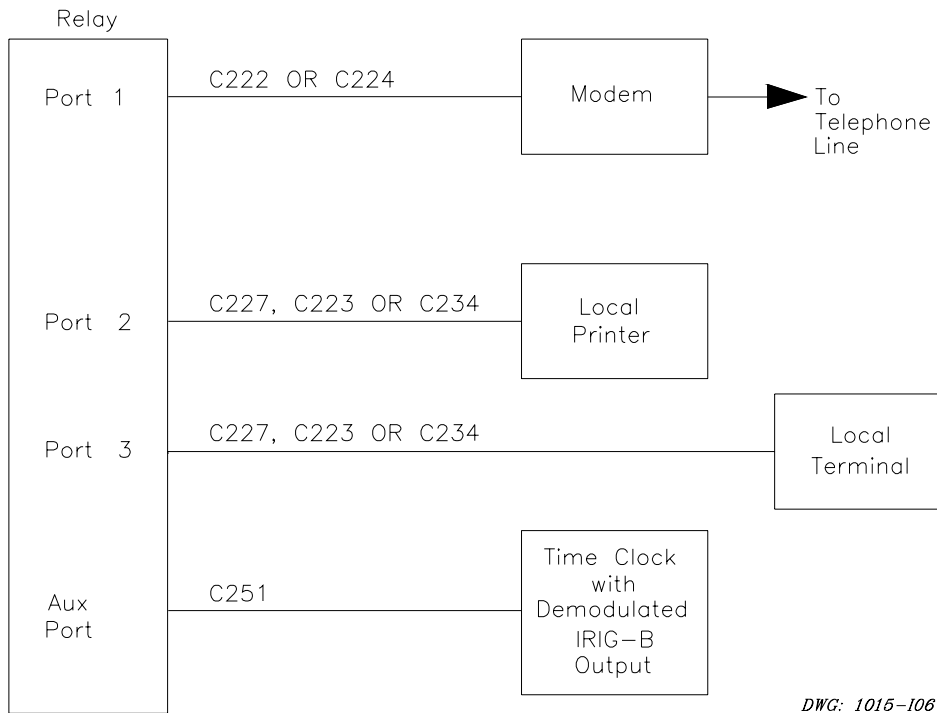 Relay
Port 1
C222 OR C224
Modem
To
Telephone
Line
Port 2
C227, C223 OR C234
Local
Printer
Port 3
C227, C223 OR C234
Local
Terminal
Aux
Port
C251
Time Clock
with
Demodulated
IRIG-B
Output
DWG: 1015-I06